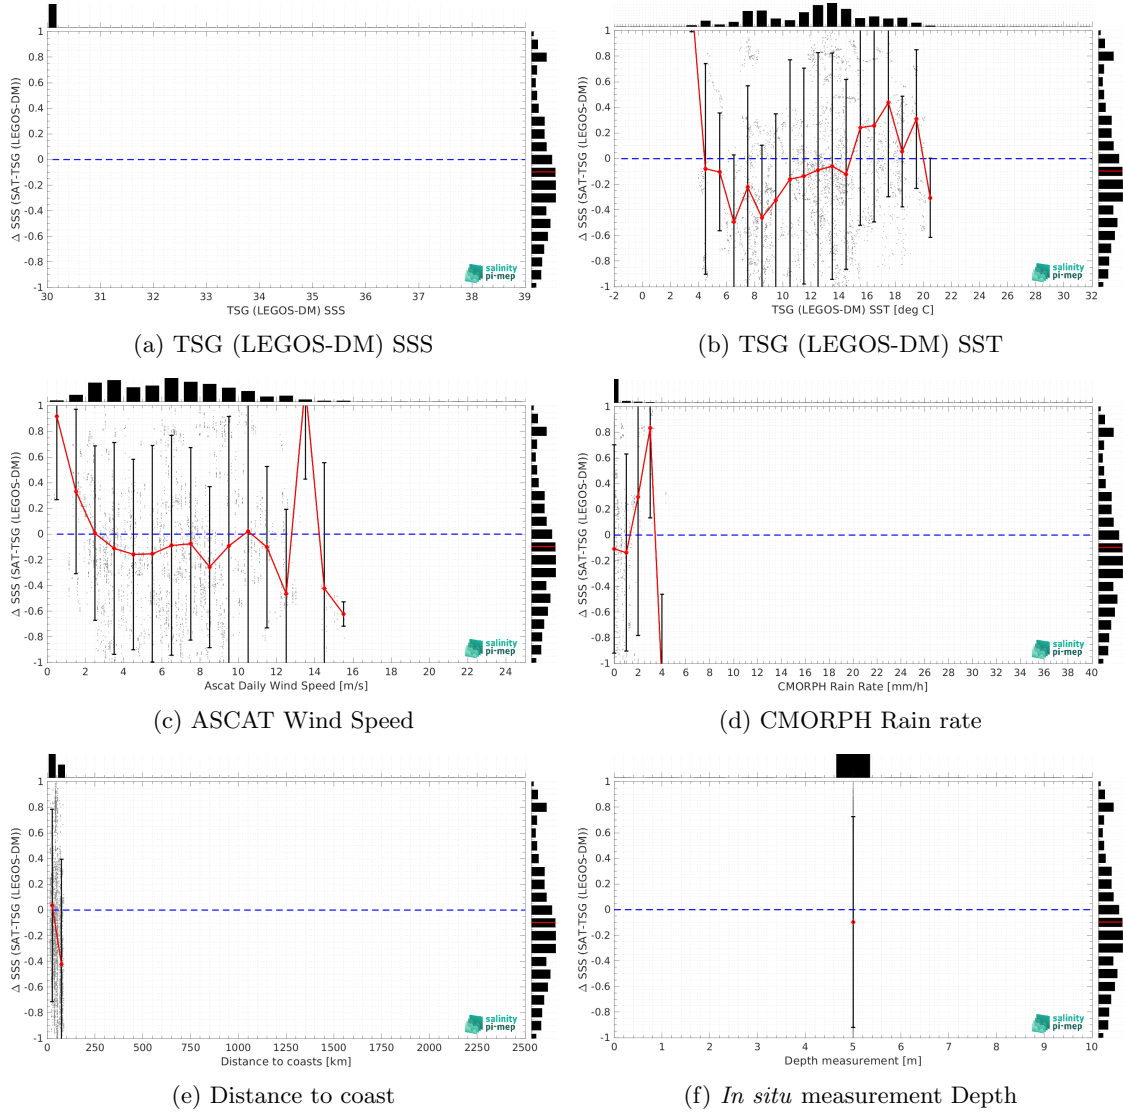 1
0.8
0.6
0.4
0.2
0
-0.2
-0.4
-0.6
-0.8
-1
Δ SSS (SAT-TSG (LEGOS-DM))
30 31 32 33 34 35 36 37 38 39
TSG (LEGOS-DM) SSS
salinity
pi-mep
(a) TSG (LEGOS-DM) SSS
1
0.8
0.6
0.4
0.2
0
-0.2
-0.4
-0.6
-0.8
-1
Δ SSS (SAT-TSG (LEGOS-DM))
-2 0 2 4 6 8 10 12 14 16 18 20 22 24 26 28 30 32
TSG (LEGOS-DM) SST [deg C]
salinity
pi-mep
(b) TSG (LEGOS-DM) SST
1
0.8
0.6
0.4
0.2
0
-0.2
-0.4
-0.6
-0.8
-1
Δ SSS (SAT-TSG (LEGOS-DM))
0 2 4 6 8 10 12 14 16 18 20 22 24
Ascat Daily Wind Speed [m/s]
salinity
pi-mep
(c) ASCAT Wind Speed
1
0.8
0.6
0.4
0.2
0
-0.2
-0.4
-0.6
-0.8
-1
Δ SSS (SAT-TSG (LEGOS-DM))
0 2 4 6 8 10 12 14 16 18 20 22 24 26 28 30 32 34 36 38 40
CMORPH Rain Rate [mm/h]
salinity
pi-mep
(d) CMORPH Rain rate
1
0.8
0.6
0.4
0.2
0
-0.2
-0.4
-0.6
-0.8
-1
Δ SSS (SAT-TSG (LEGOS-DM))
0 250 500 750 1000 1250 1500 1750 2000 2250 2500
Distance to coasts [km]
salinity
pi-mep
(e) Distance to coast
1
0.8
0.6
0.4
0.2
0
-0.2
-0.4
-0.6
-0.8
-1
Δ SSS (SAT-TSG (LEGOS-DM))
0 1 2 3 4 5 6 7 8 9 10
Depth measurement [m]
salinity
pi-mep
(f) In situ measurement Depth